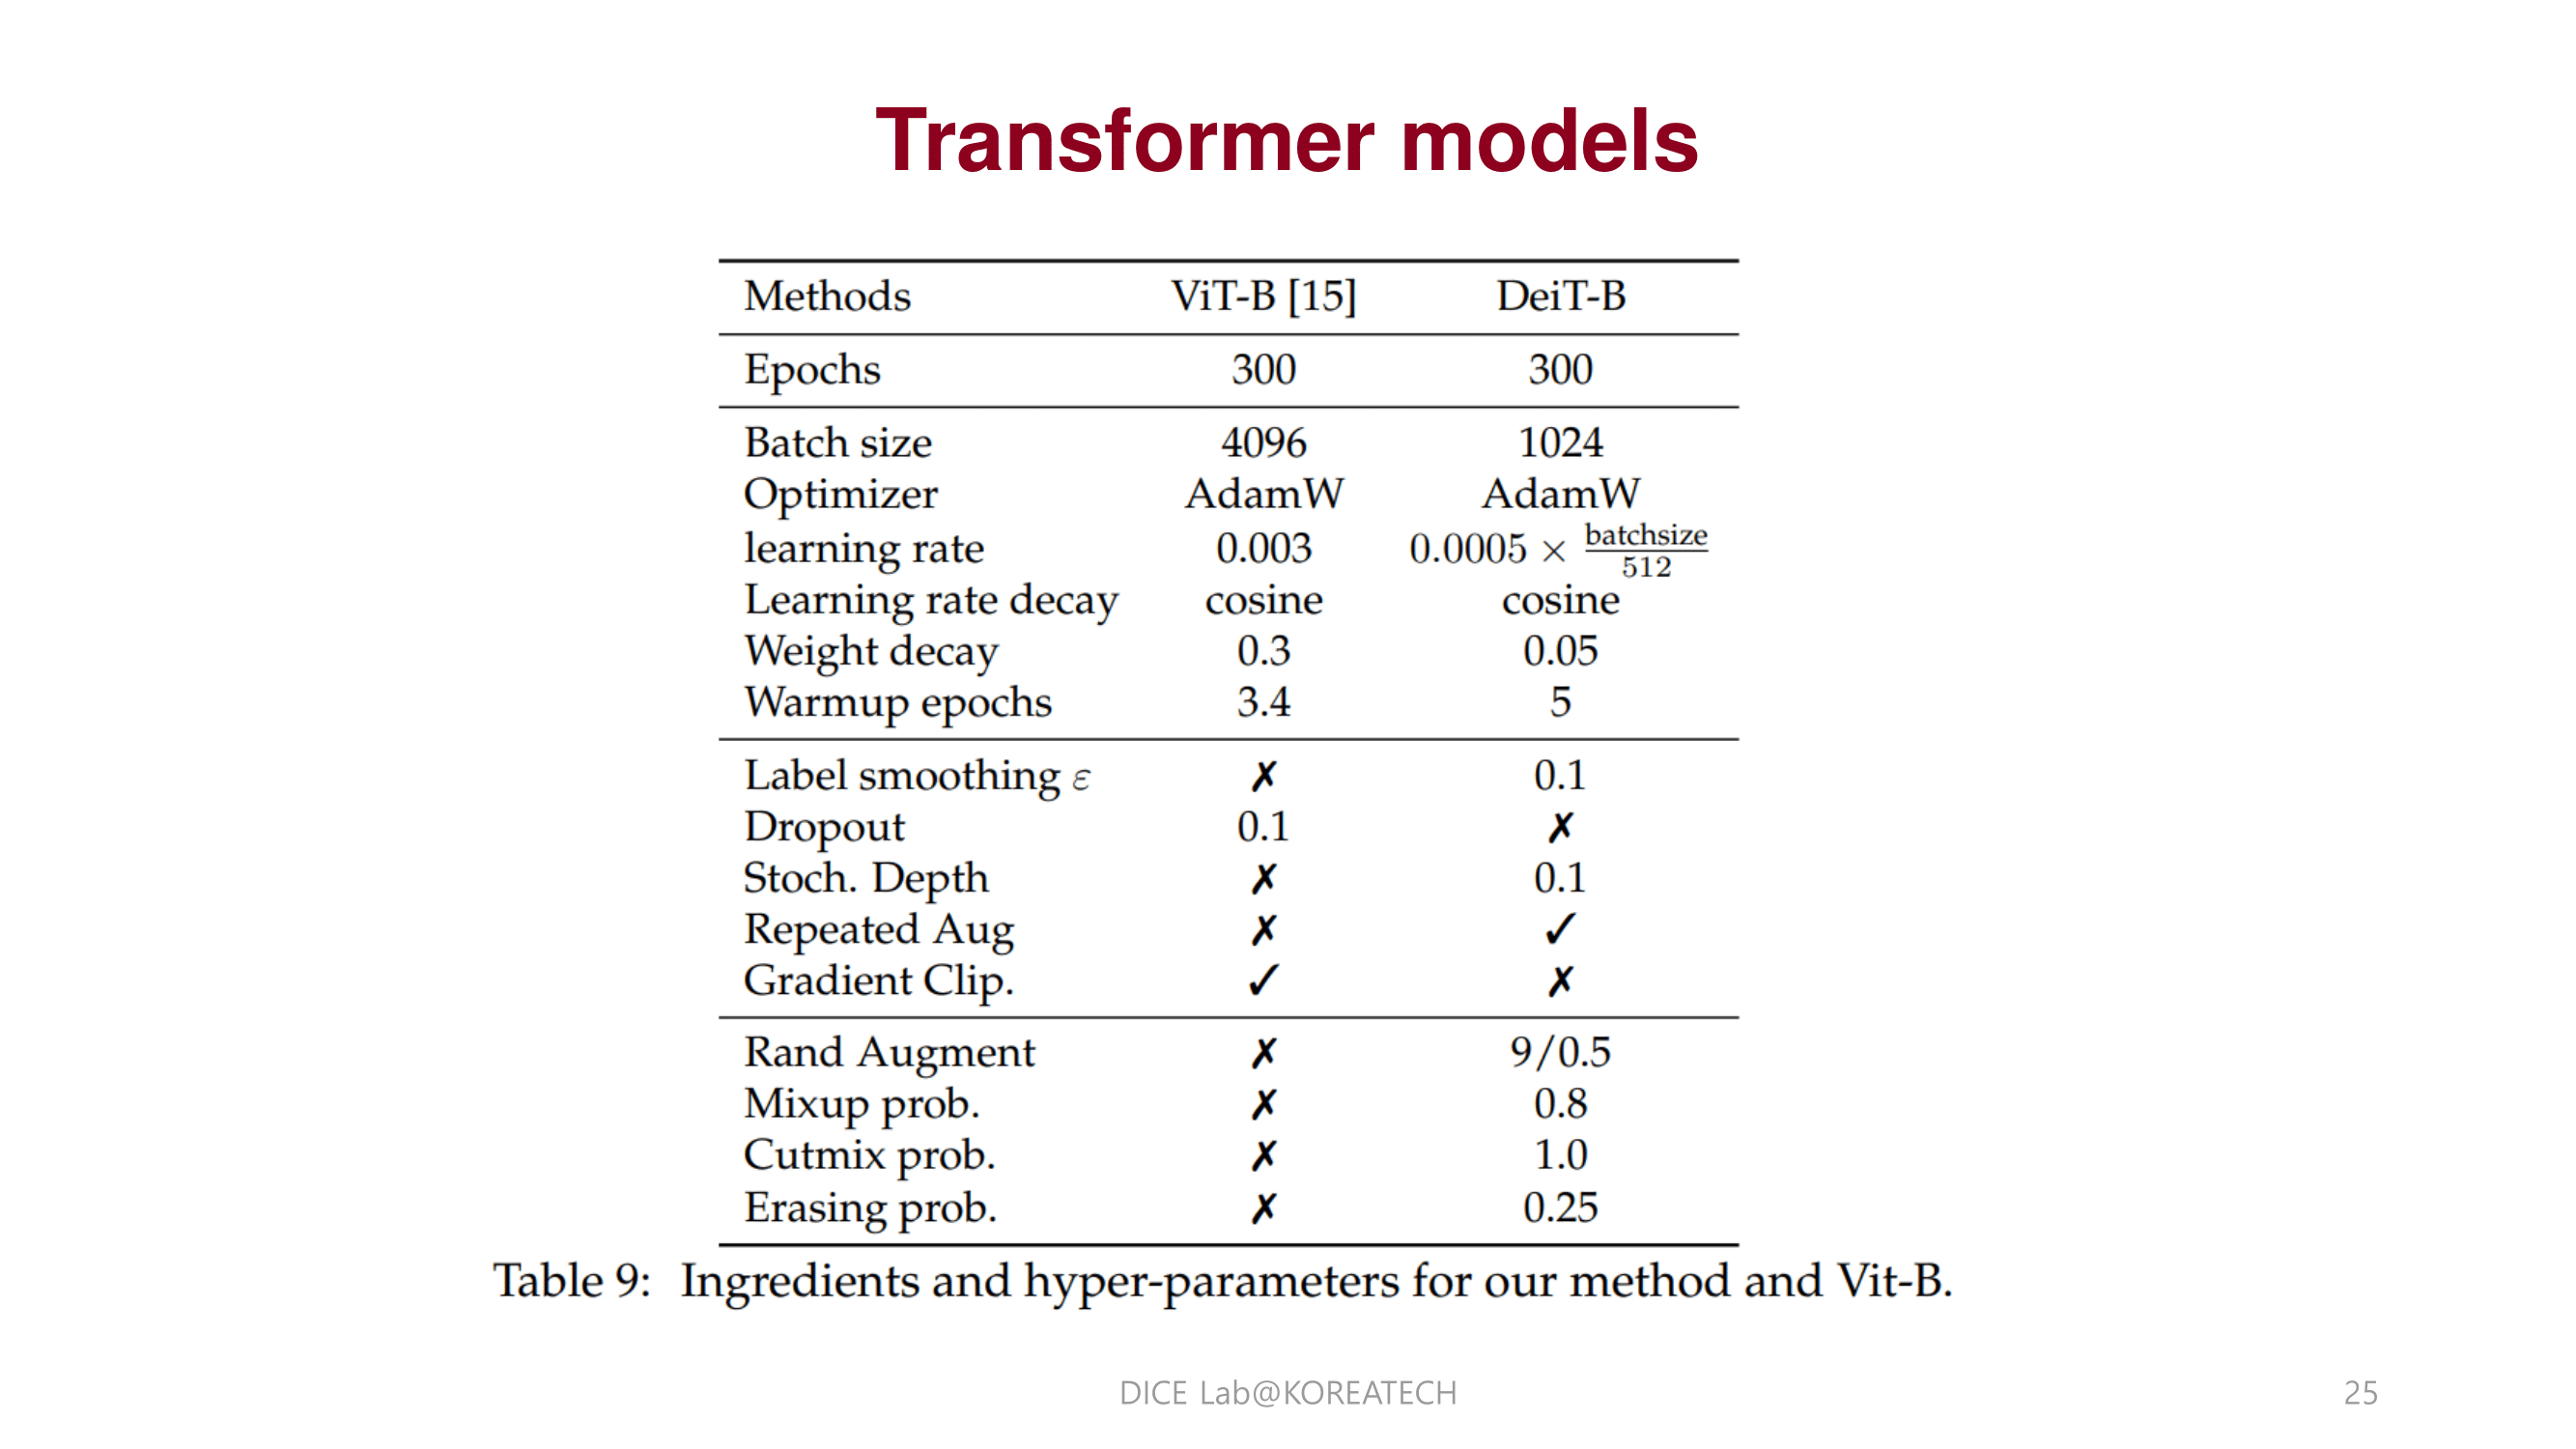 Transformer models
Methods ViT-B [15] DeiT-B
Epochs 300 300
Batch size 4096 1024
Optimizer AdamW AdamW
learning rate 0.003 0.0005 × batchsize/512
Learning rate decay cosine cosine
Weight decay 0.3 0.05
Warmup epochs 3.4 5
Label smoothing ε ✗ 0.1
Dropout 0.1 ✗
Stoch. Depth ✗ 0.1
Repeated Aug ✗ ✓
Gradient Clip. ✓ ✗
Rand Augment ✗ 9/0.5
Mixup prob. ✗ 0.8
Cutmix prob. ✗ 1.0
Erasing prob. ✗ 0.25
Table 9: Ingredients and hyper-parameters for our method and Vit-B.
DICE Lab@KOREATECH 25